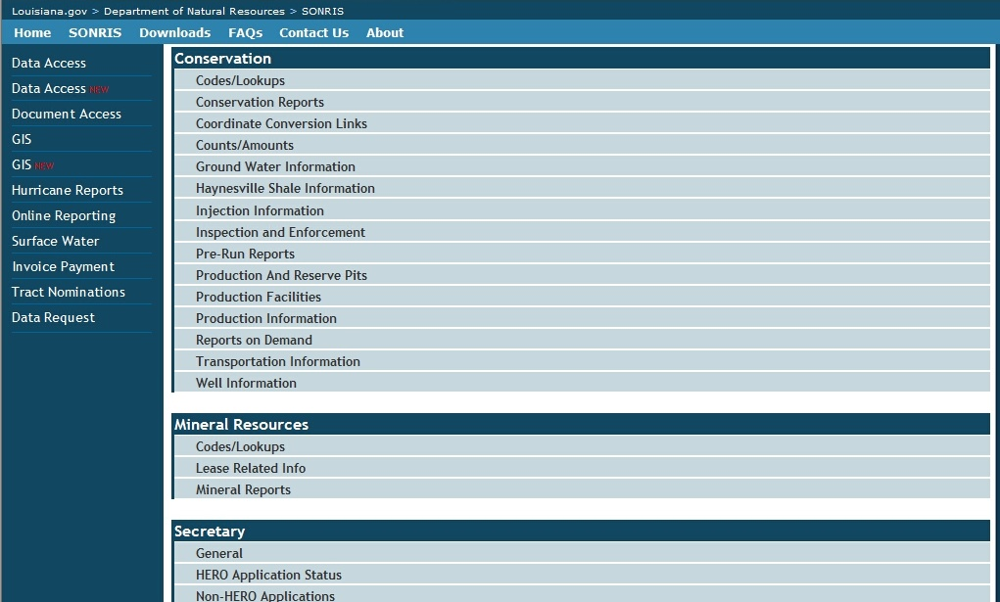 Louisiana.gov > Department of Natural Resources > SONRIS
Home SONRIS Downloads FAQs Contact Us About
Data Access
Data Access NEW
Document Access
GIS
GIS NEW
Hurricane Reports
Online Reporting
Surface Water
Invoice Payment
Tract Nominations
Data Request
Conservation
Codes/Lookups
Conservation Reports
Coordinate Conversion Links
Counts/Amounts
Ground Water Information
Haynesville Shale Information
Injection Information
Inspection and Enforcement
Pre-Run Reports
Production And Reserve Pits
Production Facilities
Production Information
Reports on Demand
Transportation Information
Well Information
Mineral Resources
Codes/Lookups
Lease Related Info
Mineral Reports
Secretary
General
HERO Application Status
Non-HERO Applications